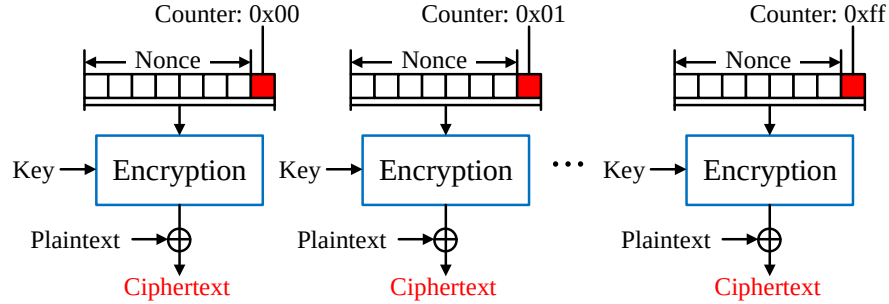 Counter: 0x00 Counter: 0x01 Counter: 0xff
Nonce Nonce Nonce
Key Encryption Key Encryption ... Key Encryption
Plaintext Plaintext Plaintext
Ciphertext Ciphertext Ciphertext